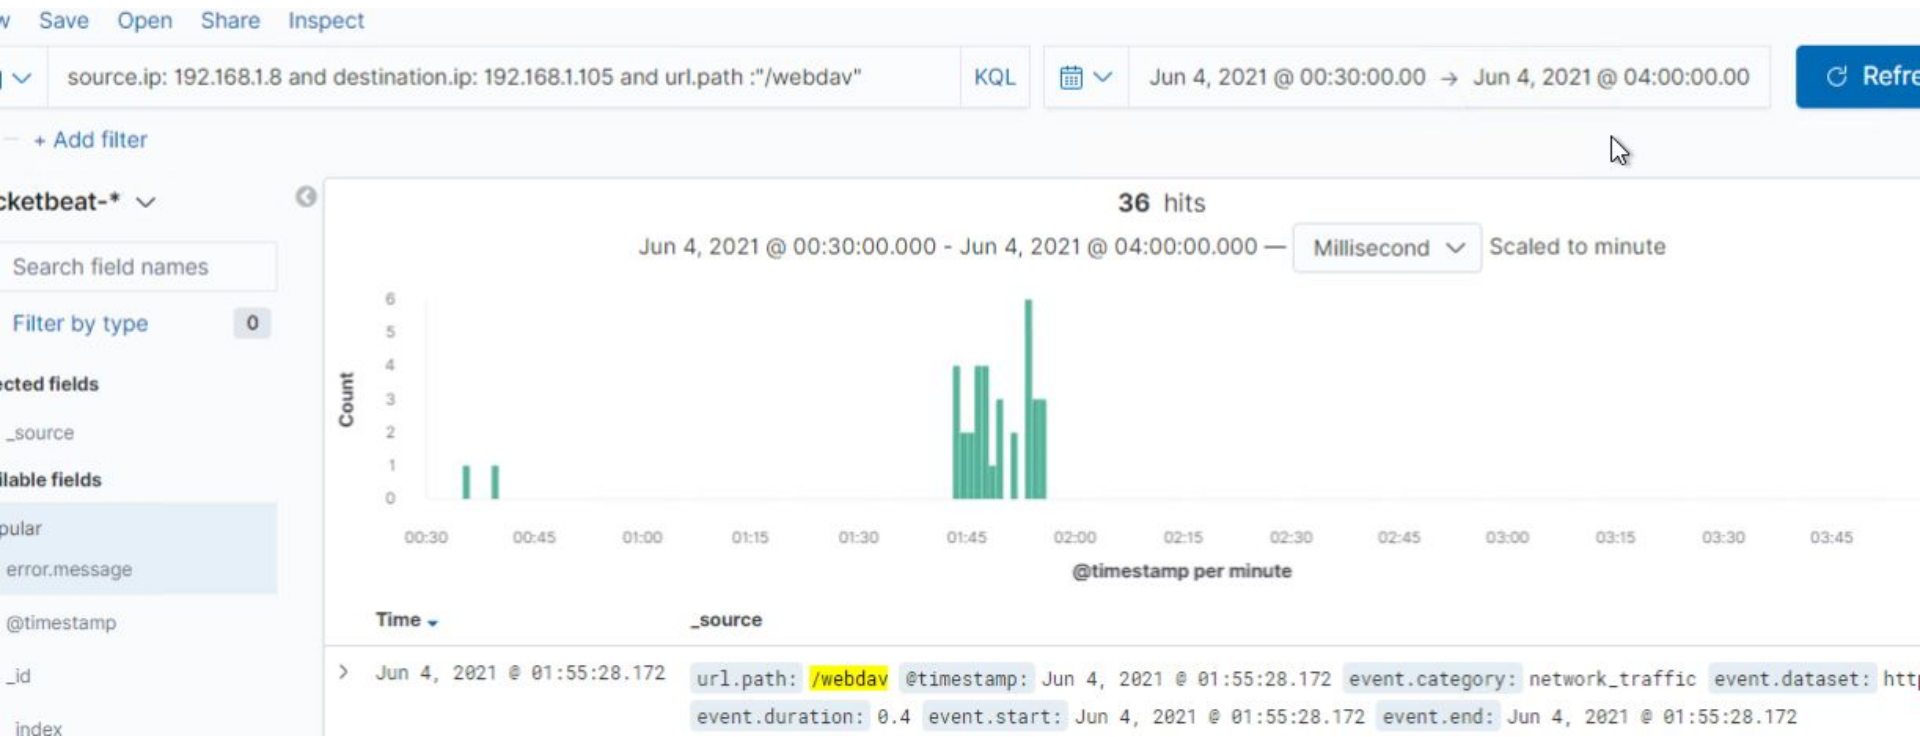 w Save Open Share Inspect
source.ip: 192.168.1.8 and destination.ip: 192.168.1.105 and url.path :"/webdav" KQL Jun 4, 2021 @ 00:30:00.00 → Jun 4, 2021 @ 04:00:00.00 Refre
+ Add filter
cketbeat-*
36 hits
Jun 4, 2021 @ 00:30:00.000 - Jun 4, 2021 @ 04:00:00.000 — Millisecond Scaled to minute
Search field names
Filter by type 0
ected fields
_source
ilable fields
pular
error.message
@timestamp
_id
index
Count
6
5
4
3
2
1
0
00:30 00:45 01:00 01:15 01:30 01:45 02:00 02:15 02:30 02:45 03:00 03:15 03:30 03:45
@timestamp per minute
Time _source
Jun 4, 2021 @ 01:55:28.172 url.path: /webdav @timestamp: Jun 4, 2021 @ 01:55:28.172 event.category: network_traffic event.dataset: http
event.duration: 0.4 event.start: Jun 4, 2021 @ 01:55:28.172 event.end: Jun 4, 2021 @ 01:55:28.172